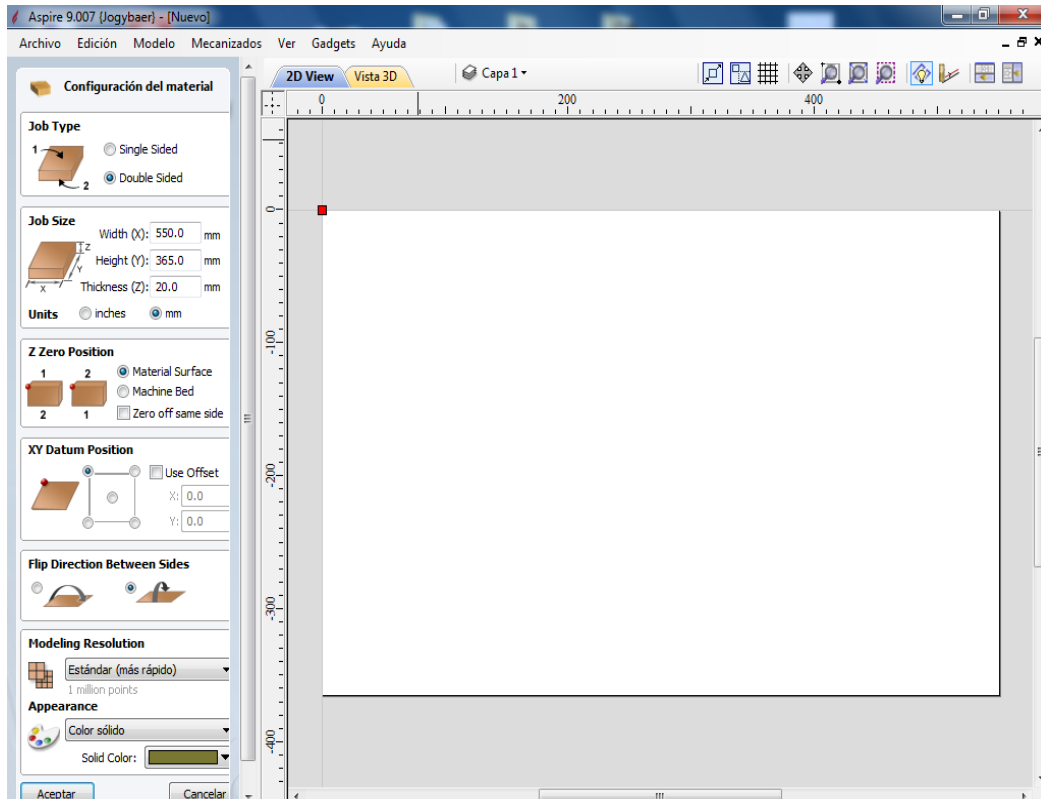 Aspire 9.007 {Jogybaer} - [Nuevo]
Archivo Edición Modelo Mecanizados Ver Gadgets Ayuda
Configuración del material
2D View Vista 3D Capa 1
0 200 400
Job Type
1 Single Sided
2 Double Sided
Job Size
Width (X): 550.0 mm
Z
Height (Y): 365.0 mm
Y
X Thickness (Z): 20.0 mm
Units inches mm
Z Zero Position
1 2 Material Surface
Machine Bed
2 1 Zero off same side
XY Datum Position
Use Offset
X: 0.0
Y: 0.0
Flip Direction Between Sides
Modeling Resolution
Estándar (más rápido)
1 million points
Appearance
Color sólido
Solid Color:
Aceptar Cancelar
0
-100
-200
-300
-400